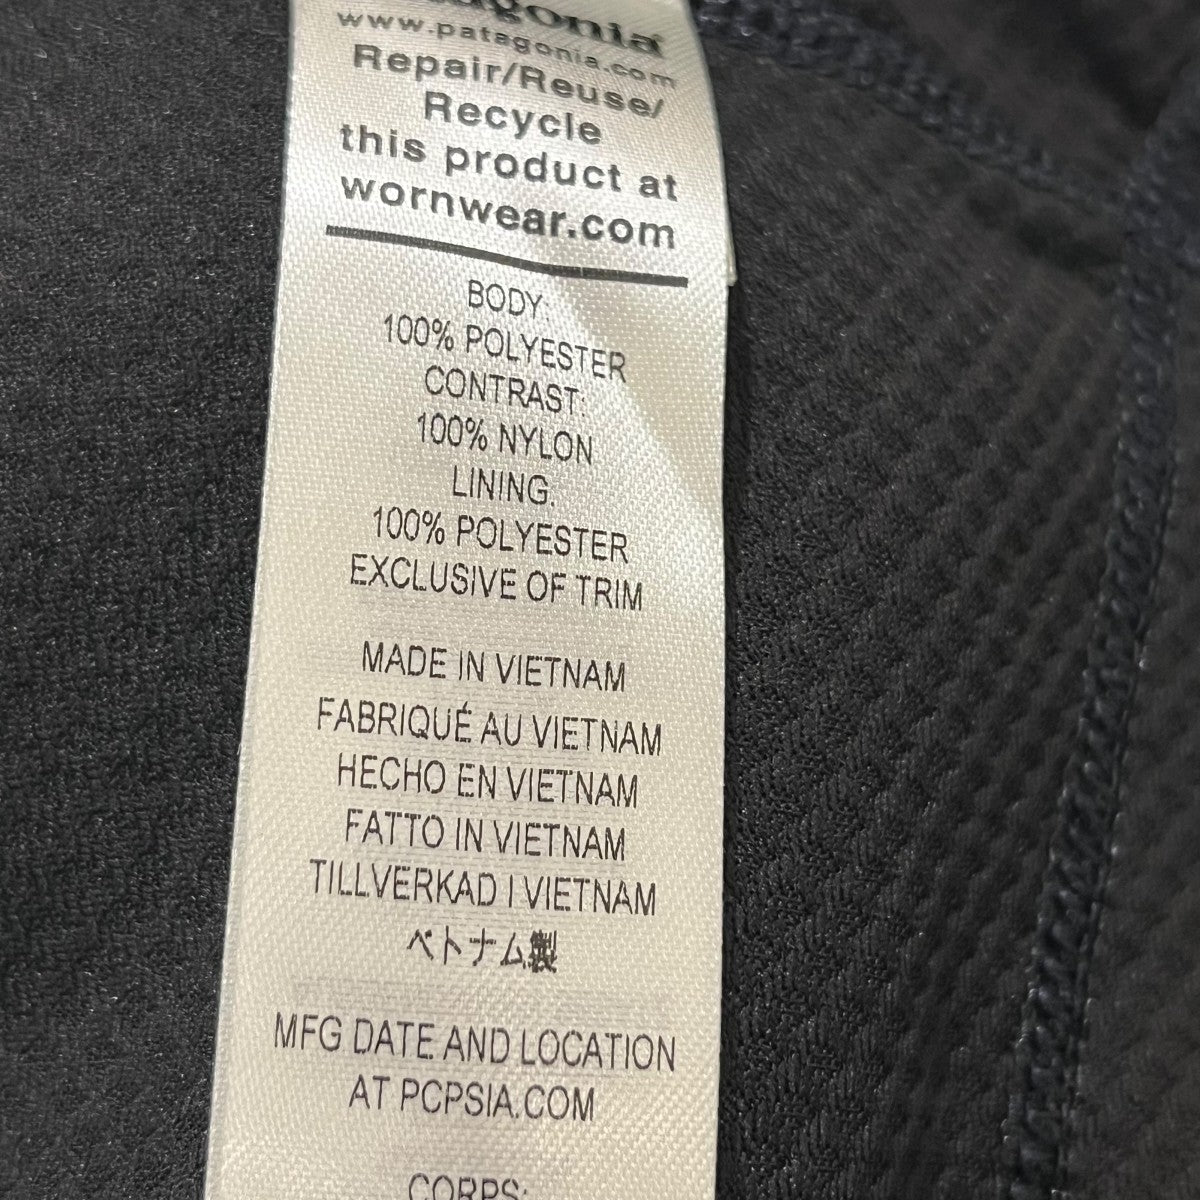 patagonia
www.patagonia.com
Repair/Reuse/
Recycle
this product at
wornwear.com
BODY:
100% POLYESTER
CONTRAST:
100% NYLON
LINING:
100% POLYESTER
EXCLUSIVE OF TRIM
MADE IN VIETNAM
FABRIQUÉ AU VIETNAM
HECHO EN VIETNAM
FATTO IN VIETNAM
TILLVERKAD I VIETNAM
ベトナム製
MFG DATE AND LOCATION
AT PCPSIA.COM
CORPS: